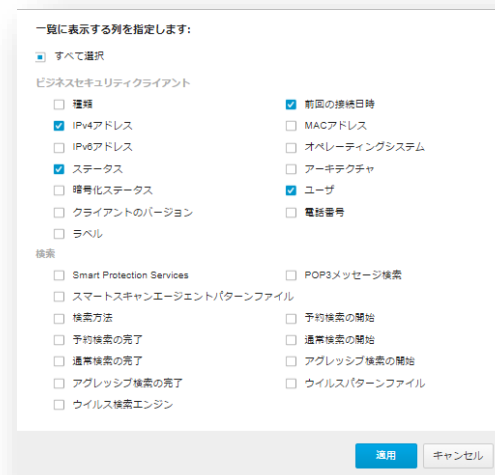 一覧に表示する列を指定します:
すべて選択
ビジネスセキュリティクライアント
種類 前回の接続日時
IPv4アドレス MACアドレス
IPv6アドレス オペレーティングシステム
ステータス アーキテクチャ
暗号化ステータス ユーザ
クライアントのバージョン 電話番号
ラベル
検索
Smart Protection Services POP3メッセージ検索
スマートスキャンエージェントパターンファイル
検索方法 予約検索の開始
予約検索の完了 通常検索の開始
通常検索の完了 アグレッシブ検索の開始
アグレッシブ検索の完了 ウイルスパターンファイル
ウイルス検索エンジン
適用 キャンセル